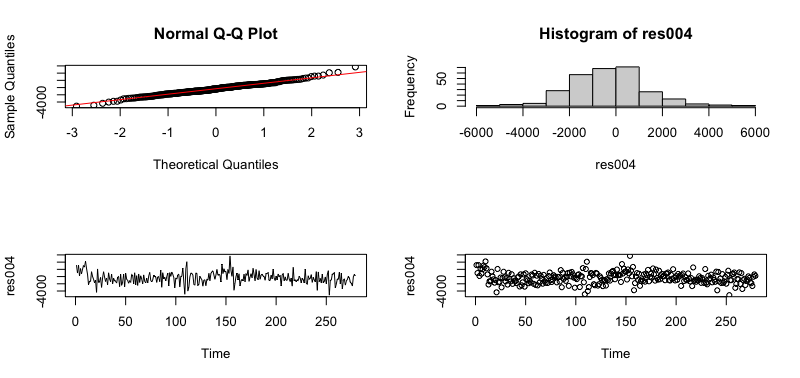 Normal Q-Q Plot
Sample Quantiles
-4000
-3 -2 -1 0 1 2 3
Theoretical Quantiles
Histogram of res004
Frequency
0 50
-6000 -4000 -2000 0 2000 4000 6000
res004
res004
-4000
0 50 100 150 200 250
Time
res004
-4000
0 50 100 150 200 250
Time